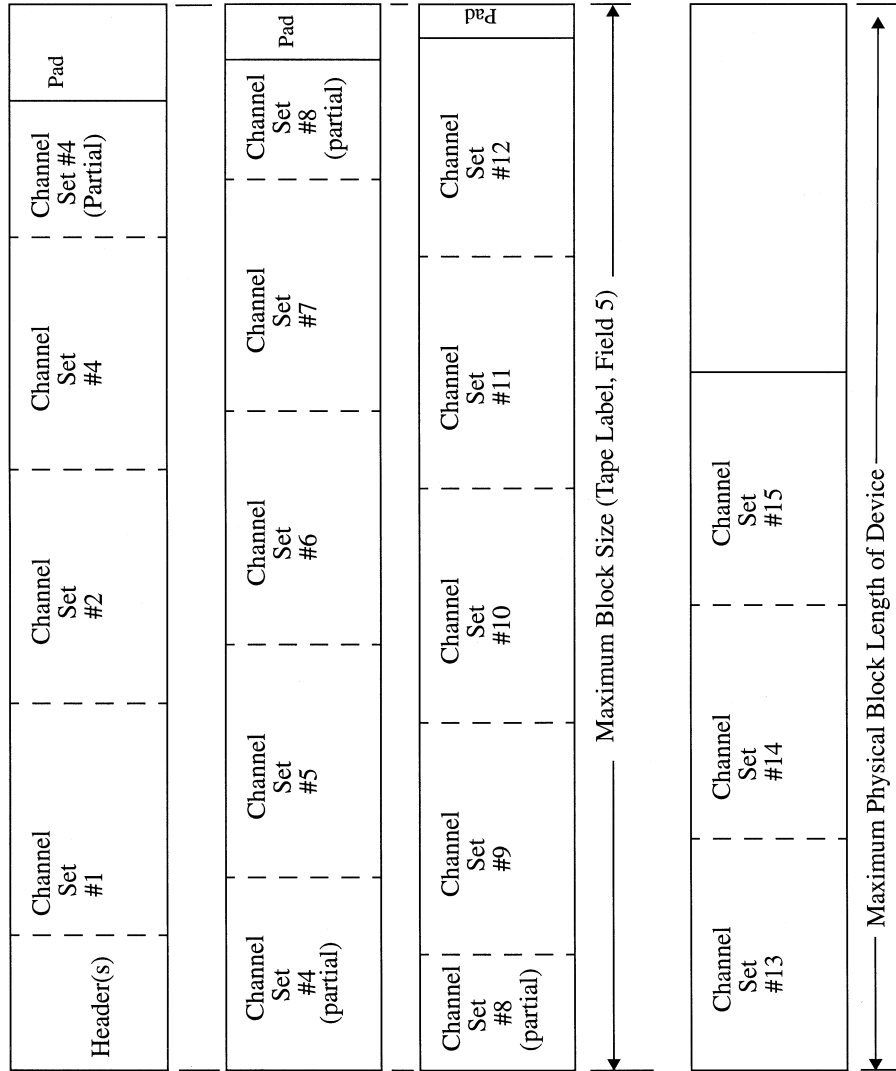 Header(s)
Channel
Set
#1
Channel
Set
#2
Channel
Set
#4
Channel
Set #4
(Partial)
Pad
Channel
Set
#4
(partial)
Channel
Set
#5
Channel
Set
#6
Channel
Set
#7
Channel
Set
#8
(partial)
Pad
Channel
Set
#8
(partial)
Channel
Set
#9
Channel
Set
#10
Channel
Set
#11
Channel
Set
#12
Pad
Maximum Block Size (Tape Label, Field 5)
Channel
Set
#13
Channel
Set
#14
Channel
Set
#15
Maximum Physical Block Length of Device